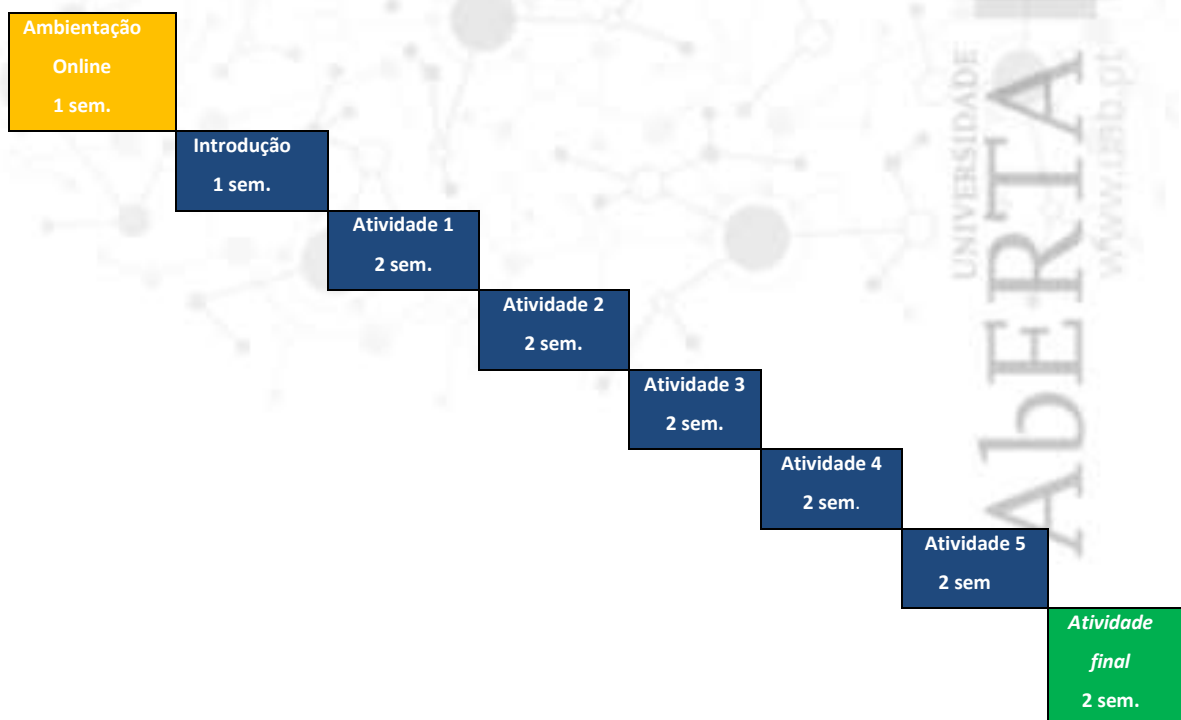 Ambientação
Online
1 sem.
Introdução
1 sem.
Atividade 1
2 sem.
Atividade 2
2 sem.
Atividade 3
2 sem.
Atividade 4
2 sem.
Atividade 5
2 sem
Atividade
final
2 sem.
UNIVERSIDADE
AbERTA
www.uab.pt